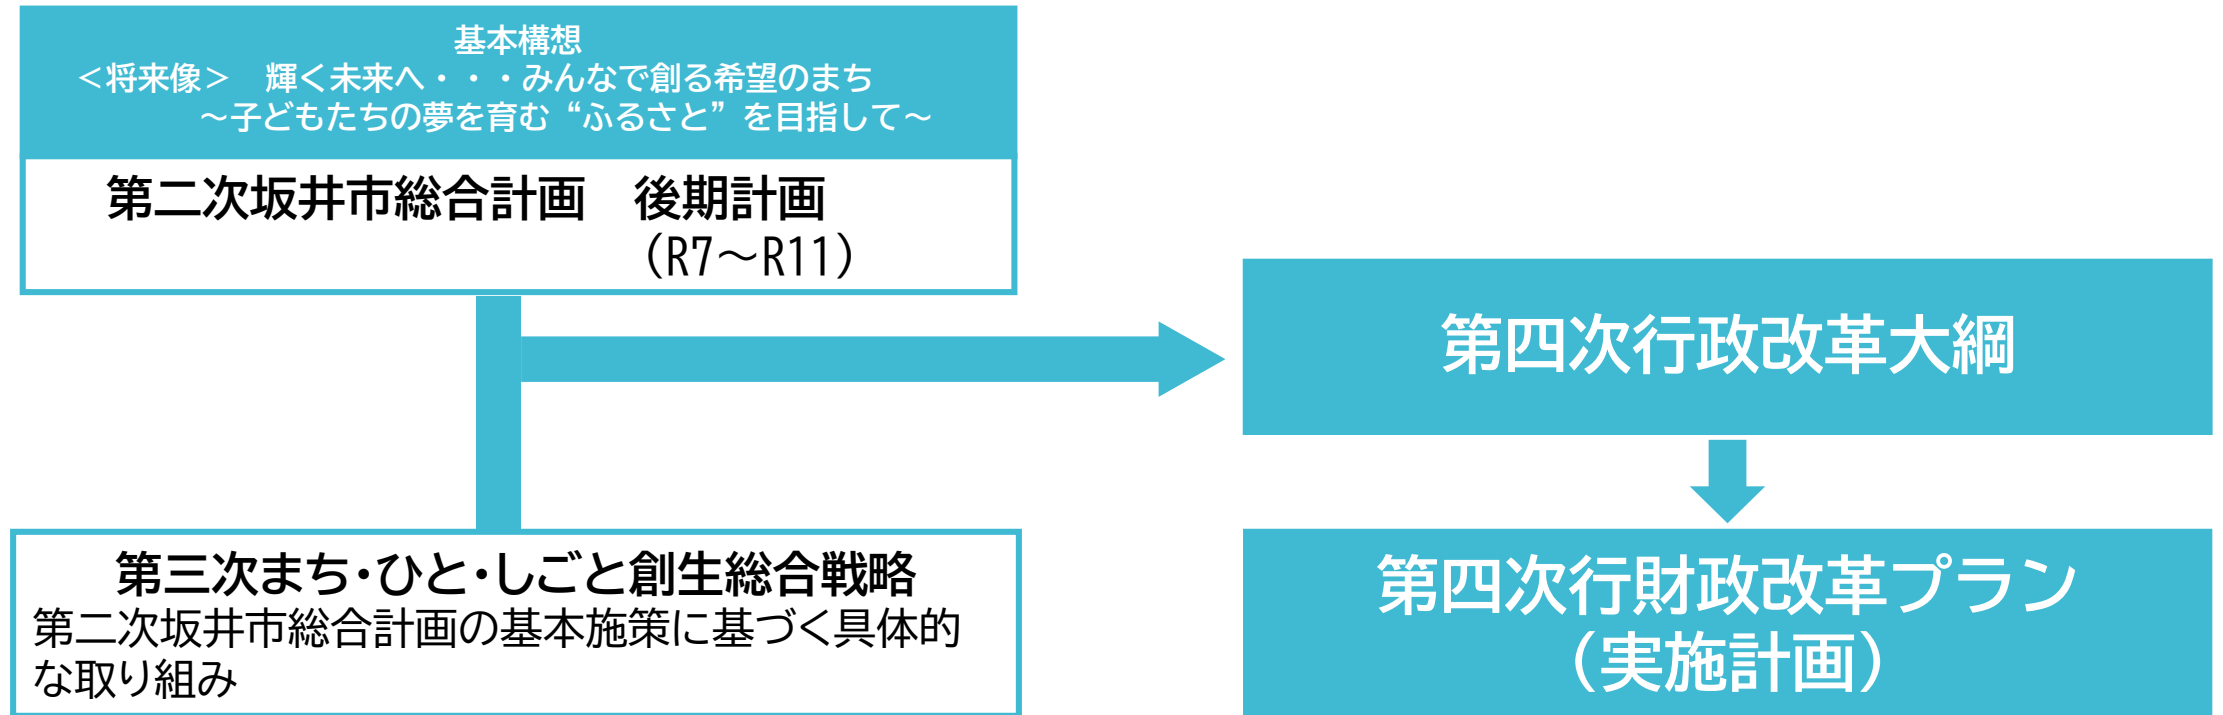 基本構想
＜将来像＞　輝く未来へ・・・みんなで創る希望のまち
～子どもたちの夢を育む“ふるさと”を目指して～
第二次坂井市総合計画　後期計画
（R7～R11）
第四次行政改革大綱
第三次まち・ひと・しごと創生総合戦略
第二次坂井市総合計画の基本施策に基づく具体的
な取り組み
第四次行財政改革プラン
（実施計画）